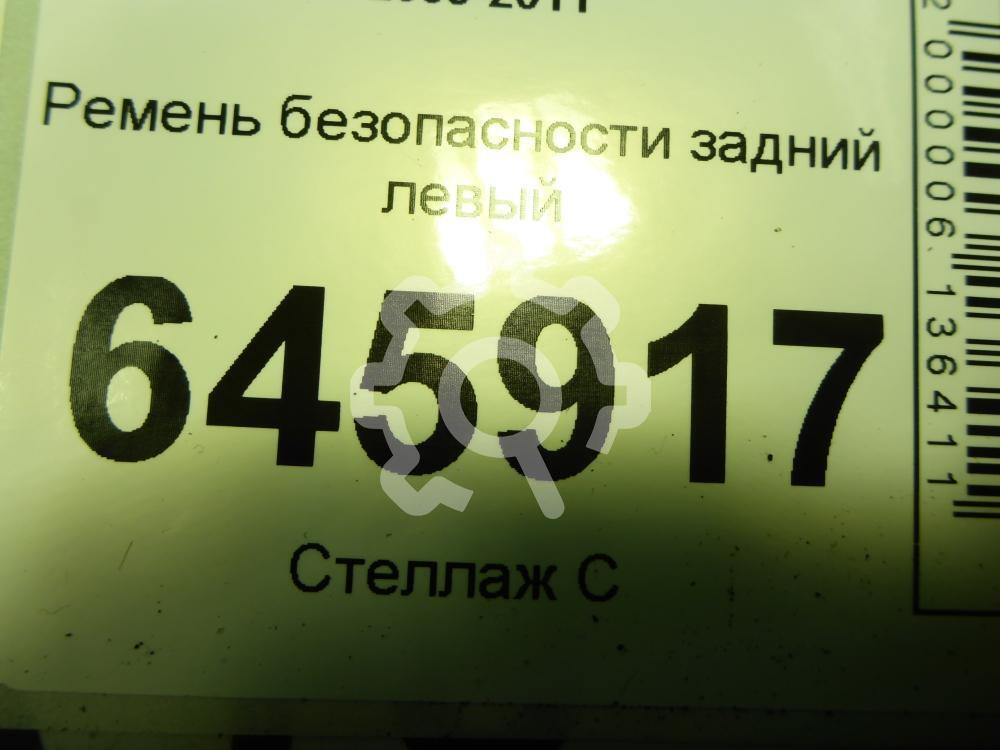 Ремень безопасности задний
левый
645917
Стеллаж С
2000006136411